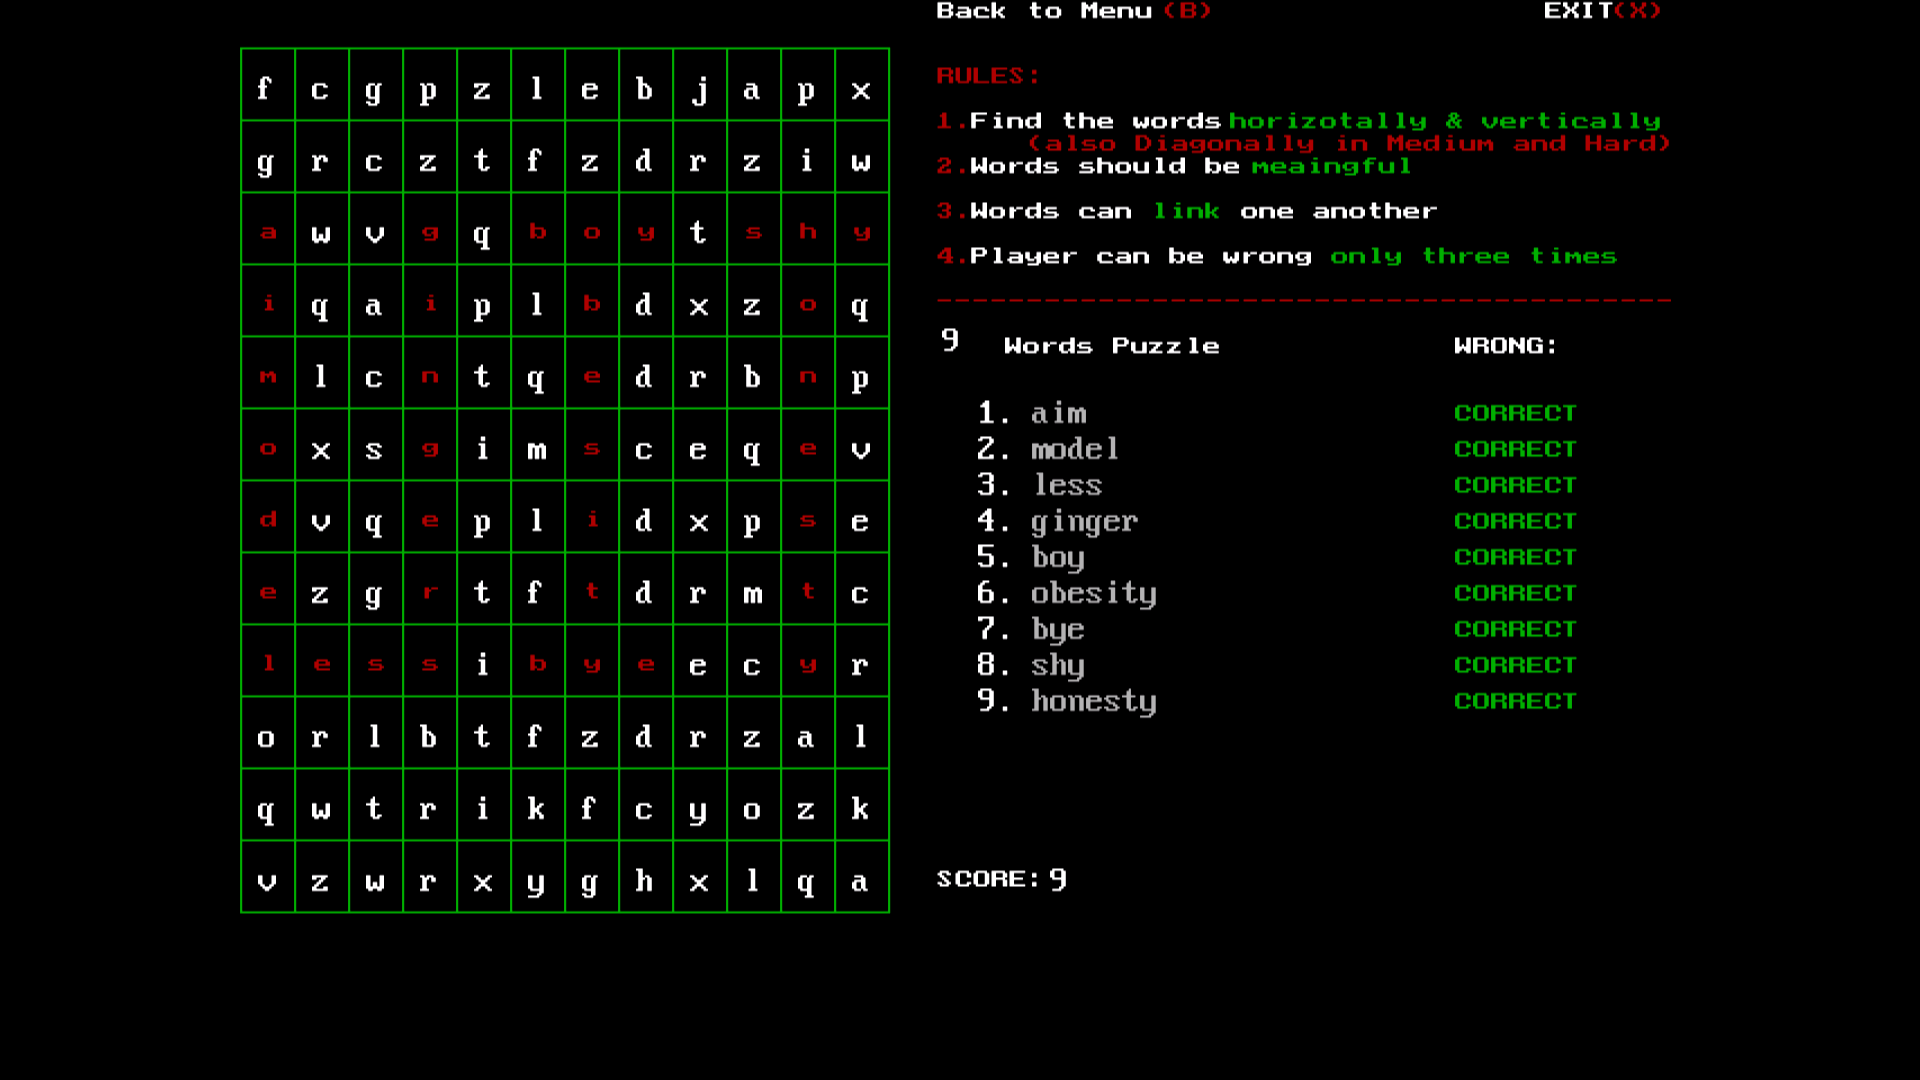 Back to Menu (B) EXIT(X)
f c g p z l e b j a p x
g r c z t f z d r z i w
a w v g q b o y t s h y
i q a i p l b d x z o q
m l c n t q e d r b n p
o x s g i m s c e q e v
d v q e p l i d x p s e
e z g r t f t d r m t c
l e s s i b y e e c y r
o r l b t f z d r z a l
q w t r i k f c y o z k
v z w r x y g h x l q a
RULES:
1.Find the words horizotally & vertically
(also Diagonally in Medium and Hard)
2.Words should be meaingful
3.Words can link one another
4.Player can be wrong only three times
9 Words Puzzle WRONG:
1. aim CORRECT
2. model CORRECT
3. less CORRECT
4. ginger CORRECT
5. boy CORRECT
6. obesity CORRECT
7. bye CORRECT
8. shy CORRECT
9. honesty CORRECT
SCORE: 9